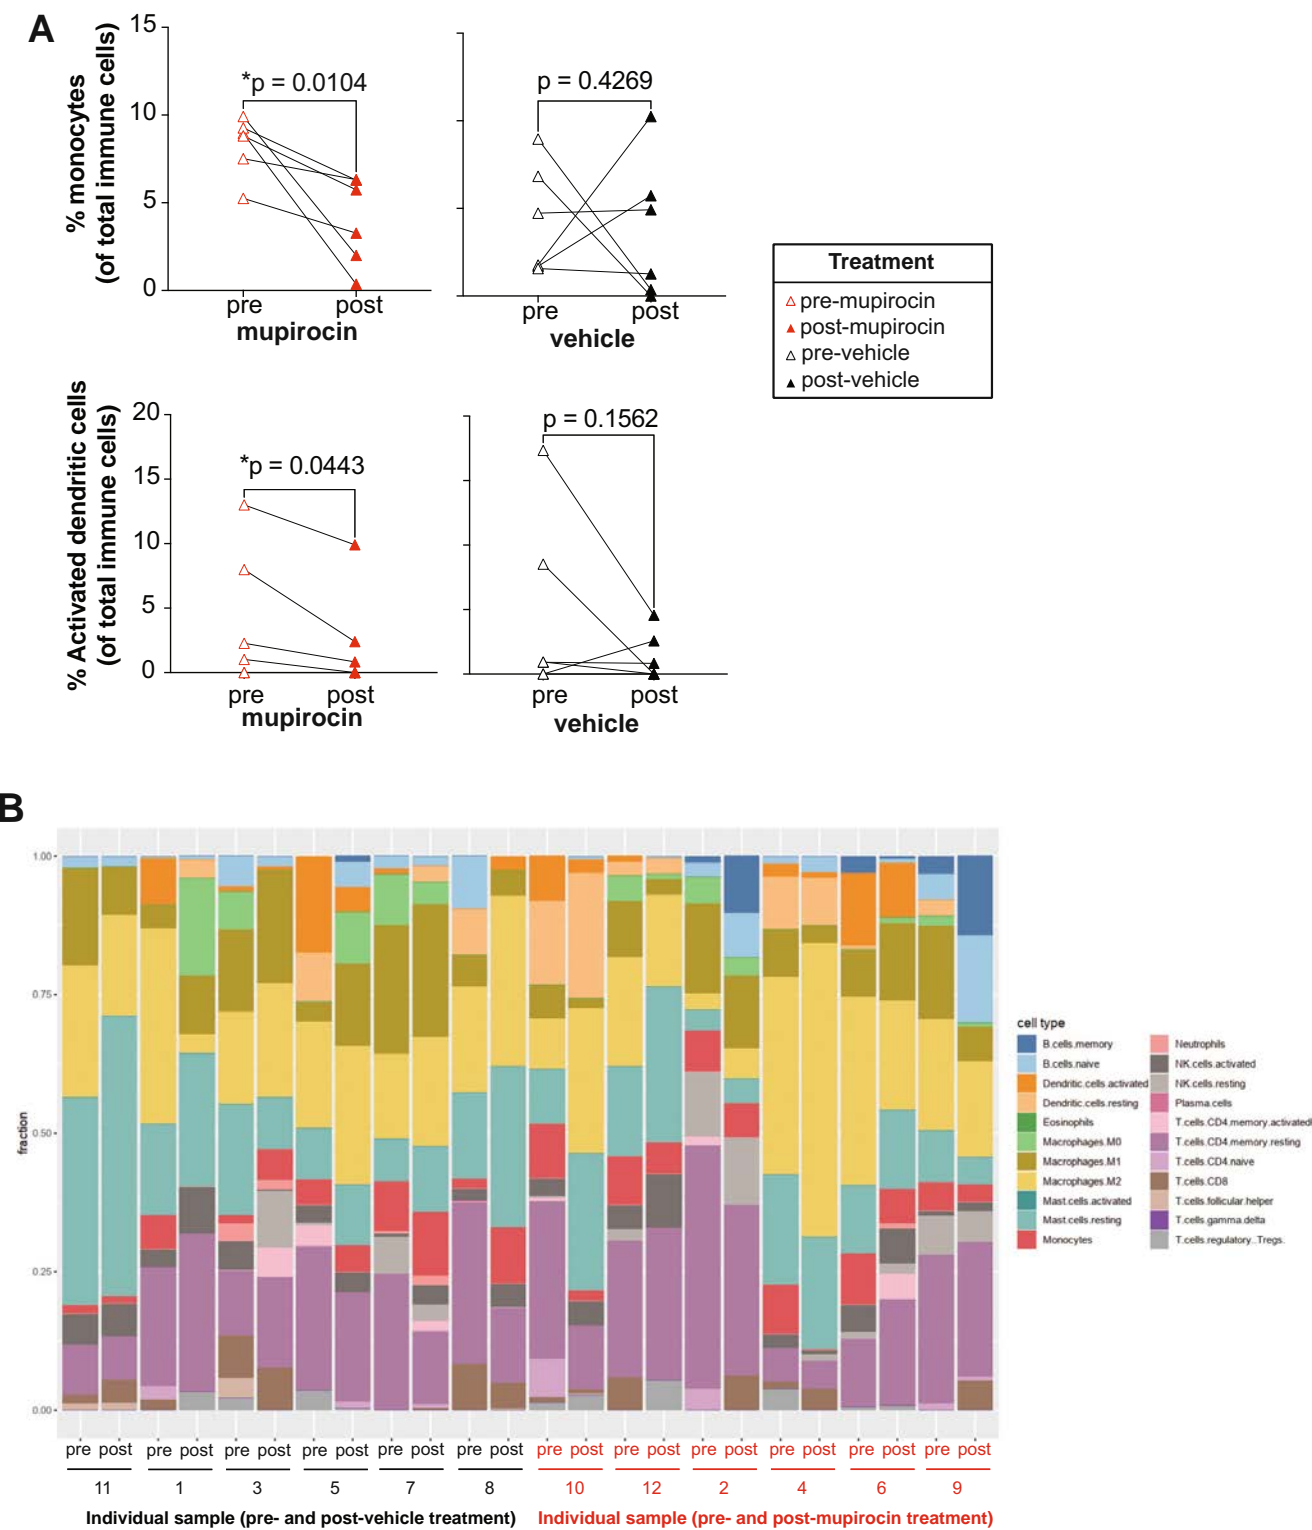 A
% monocytes
(of total immune cells)
15
10
5
0
*p = 0.0104
pre post
mupirocin
p = 0.4269
pre post
vehicle
Treatment
pre-mupirocin
post-mupirocin
pre-vehicle
post-vehicle
% Activated dendritic cells
(of total immune cells)
20
15
10
5
0
*p = 0.0443
pre post
mupirocin
p = 0.1562
pre post
vehicle
B
fraction
1.00
0.75
0.50
0.25
0.00
pre post pre post pre post pre post pre post pre post pre post pre post pre post pre post pre post pre post
11 1 3 5 7 8 10 12 2 4 6 9
Individual sample (pre- and post-vehicle treatment) Individual sample (pre- and post-mupirocin treatment)
cell type
B.cells.memory
B.cells.naive
Dendritic.cells.activated
Dendritic.cells.resting
Eosinophils
Macrophages.M0
Macrophages.M1
Macrophages.M2
Mast.cells.activated
Mast.cells.resting
Monocytes
Neutrophils
NK.cells.activated
NK.cells.resting
Plasma.cells
T.cells.CD4.memory.activated
T.cells.CD4.memory.resting
T.cells.CD4.naive
T.cells.CD8
T.cells.follicular.helper
T.cells.gamma.delta
T.cells.regulatory..Tregs.